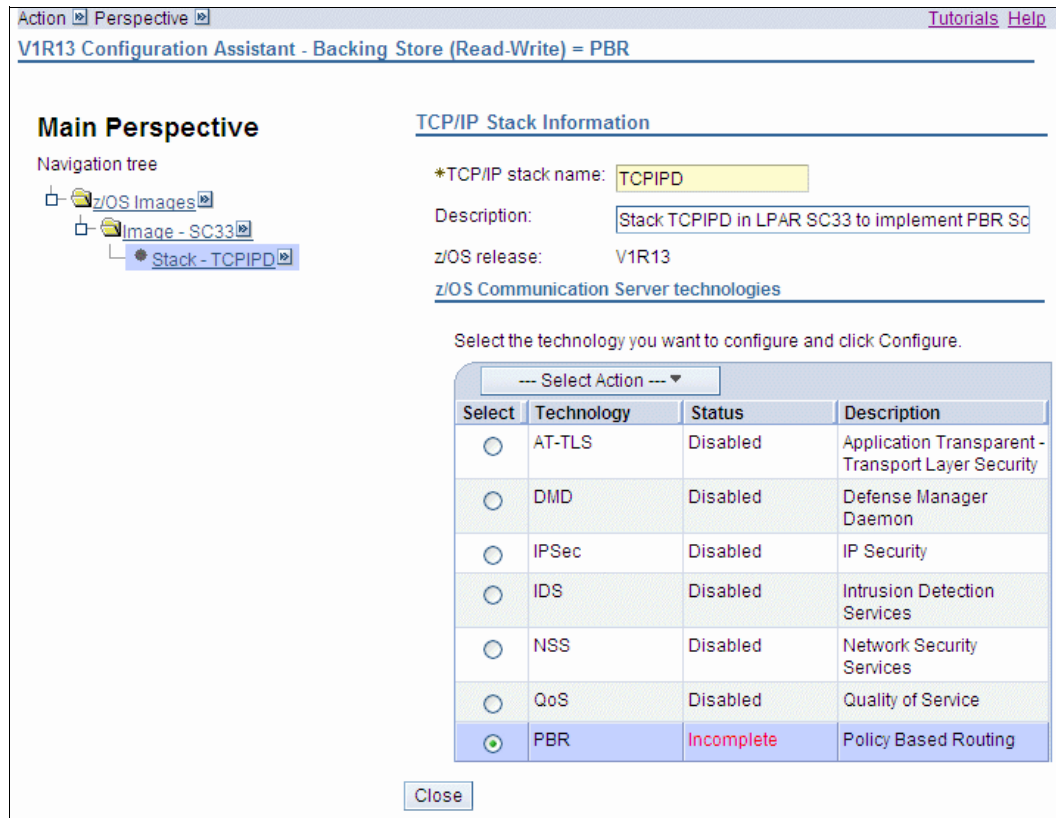 Action Perspective
Tutorials Help
V1R13 Configuration Assistant - Backing Store (Read-Write) = PBR
Main Perspective
Navigation tree
z/OS Images
Image - SC33
Stack - TCPIPD
TCP/IP Stack Information
*TCP/IP stack name: TCPIPD
Description: Stack TCPIPD in LPAR SC33 to implement PBR Sc
z/OS release: V1R13
z/OS Communication Server technologies
Select the technology you want to configure and click Configure.
--- Select Action ---
Select Technology Status Description
AT-TLS Disabled Application Transparent -
Transport Layer Security
DMD Disabled Defense Manager
Daemon
IPSec Disabled IP Security
IDS Disabled Intrusion Detection
Services
NSS Disabled Network Security
Services
QoS Disabled Quality of Service
PBR Incomplete Policy Based Routing
Close